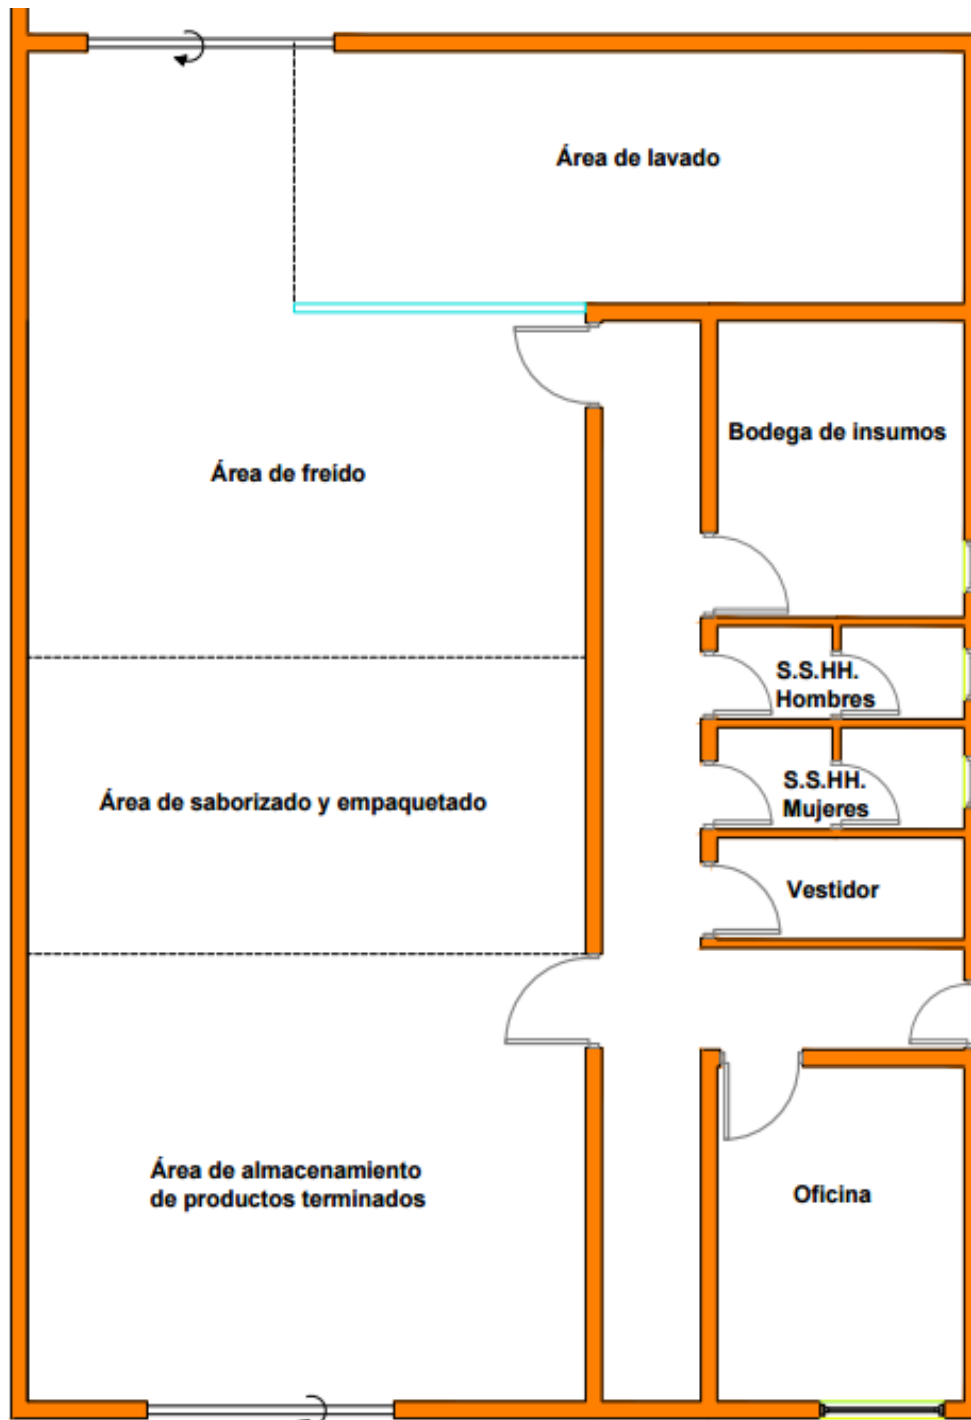 Área de lavado
Bodega de insumos
Área de freido
S.S.HH.
Hombres
S.S.HH.
Mujeres
Área de saborizado y empaquetado
Vestidor
Área de almacenamiento
de productos terminados
Oficina